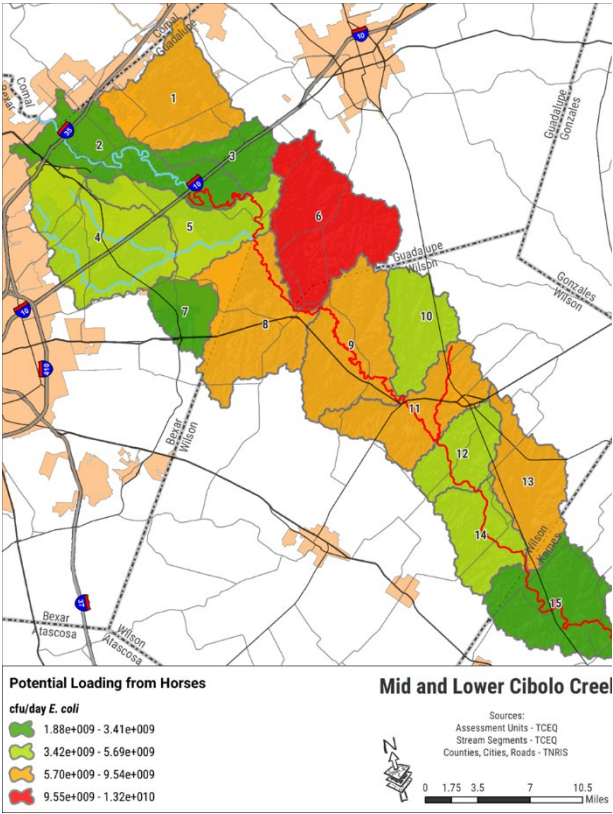 Comal
Guadalupe
10
Comal
Bexar
35
1
2
3
10
Guadalupe
Gonzales
4
5
6
Guadalupe
Wilson
Gonzales
Wilson
7
8
9
10
10
410
11
Bexar
Wilson
12
13
14
Wilson
Karnes
15
37
Bexar
Atascosa
Wilson
Atascosa
Potential Loading from Horses
cfu/day E. coli
1.88e+009 - 3.41e+009
3.42e+009 - 5.69e+009
5.70e+009 - 9.54e+009
9.55e+009 - 1.32e+010
Mid and Lower Cibolo Creek
Sources:
Assessment Units - TCEQ
Stream Segments - TCEQ
Counties, Cities, Roads - TNRIS
N
0 1.75 3.5 7 10.5
Miles